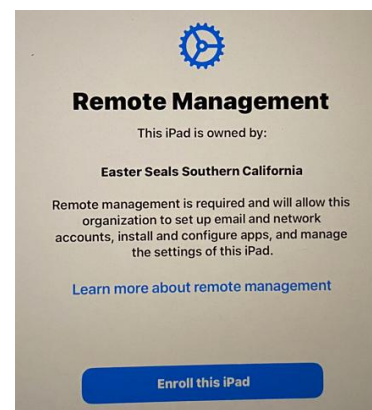 Remote Management
This iPad is owned by:
Easter Seals Southern California
Remote management is required and will allow this
organization to set up email and network
accounts, install and configure apps, and manage
the settings of this iPad.
Learn more about remote management
Enroll this iPad